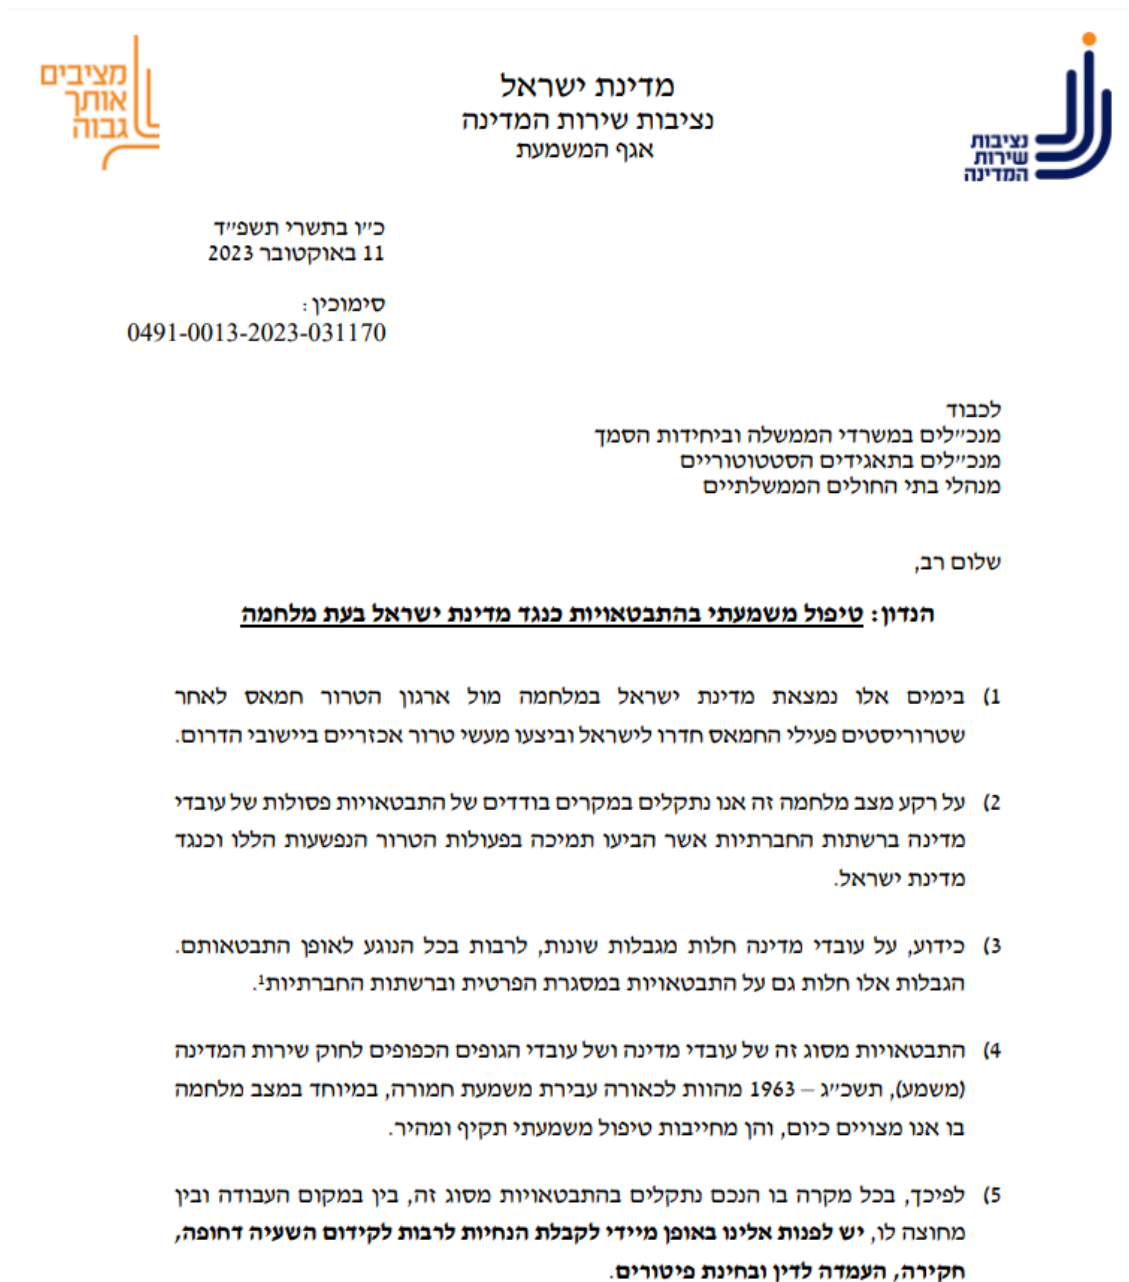 מציבים
אותך
גבוה
מדינת ישראל
נציבות שירות המדינה
אגף המשמעת
נציבות
שירות
המדינה
כ״ו בתשרי תשפ״ד
11 באוקטובר 2023
סימוכין :
0491-0013-2023-031170
לכבוד
מנכ״לים במשרדי הממשלה וביחידות הסמך
מנכ״לים בתאגידים הסטטוטוריים
מנהלי בתי החולים הממשלתיים
שלום רב,
הנדון: טיפול משמעתי בהתבטאויות כנגד מדינת ישראל בעת מלחמה
1) בימים אלו נמצאת מדינת ישראל במלחמה מול ארגון הטרור חמאס לאחר
שטרוריסטים פעילי החמאס חדרו לישראל וביצעו מעשי טרור אכזריים ביישובי הדרום.
2) על רקע מצב מלחמה זה אנו נתקלים במקרים בודדים של התבטאויות פסולות של עובדי
מדינה ברשתות החברתיות אשר הביעו תמיכה בפעולות הטרור הנפשעות הללו וכנגד
מדינת ישראל.
3) כידוע, על עובדי מדינה חלות מגבלות שונות, לרבות בכל הנוגע לאופן התבטאותם.
הגבלות אלו חלות גם על התבטאויות במסגרת הפרטית וברשתות החברתיות¹.
4) התבטאויות מסוג זה של עובדי מדינה ושל עובדי הגופים הכפופים לחוק שירות המדינה
(משמע), תשכ״ג – 1963 מהוות לכאורה עבירת משמעת חמורה, במיוחד במצב מלחמה
בו אנו מצויים כיום, והן מחייבות טיפול משמעתי תקיף ומהיר.
5) לפיכך, בכל מקרה בו הנכם נתקלים בהתבטאויות מסוג זה, בין במקום העבודה ובין
מחוצה לו, יש לפנות אלינו באופן מיידי לקבלת הנחיות לרבות לקידום השעיה דחופה,
חקירה, העמדה לדין ובחינת פיטורים.